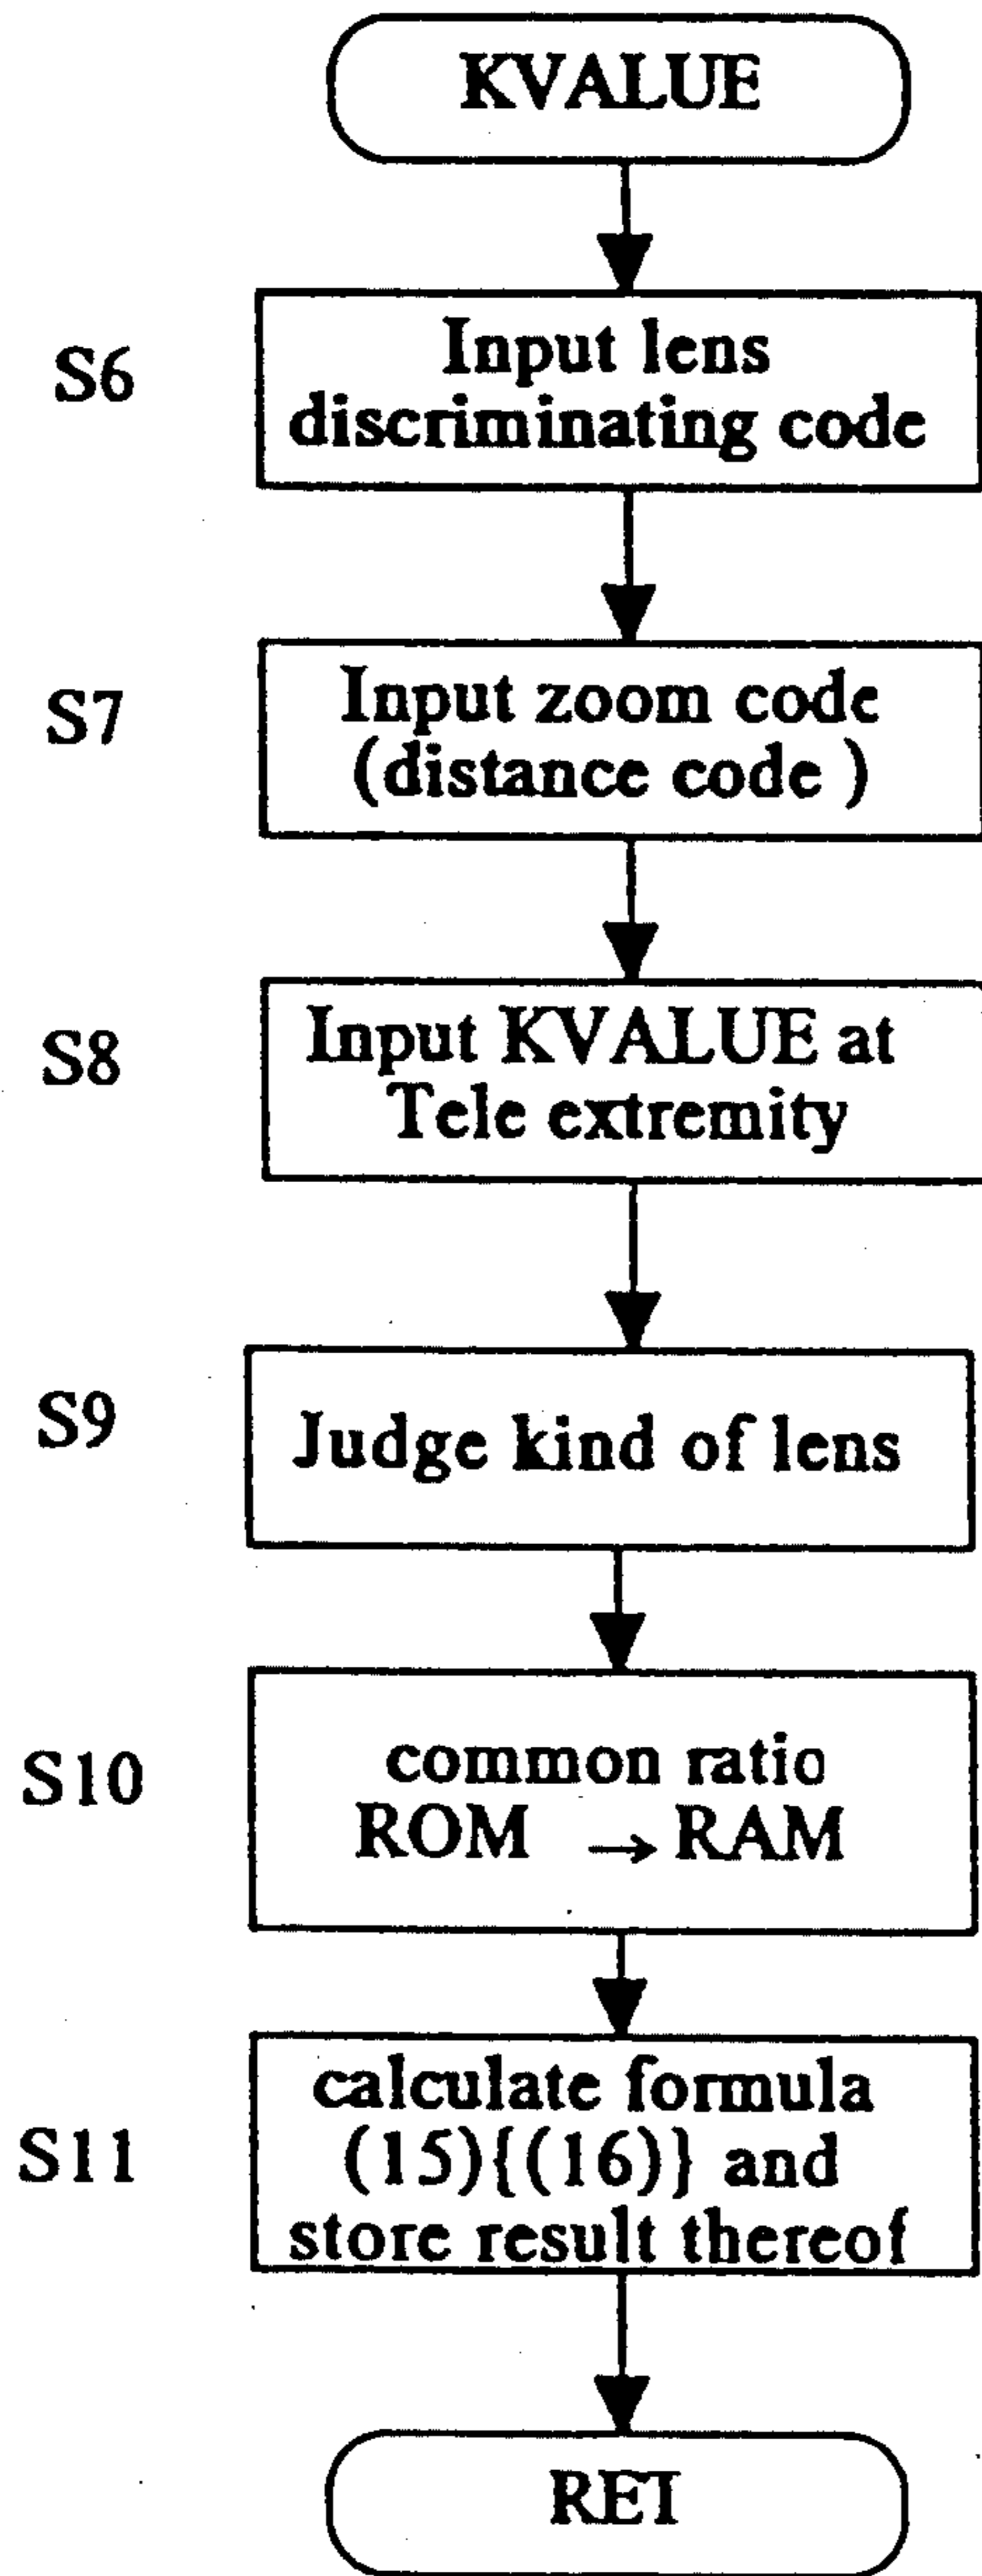 KVALUE
S6
Input lens
discriminating code
S7
Input zoom code
(distance code )
S8
Input KVALUE at
Tele extremity
S9
Judge kind of lens
S10
common ratio
ROM → RAM
S11
calculate formula
(15){(16)} and
store result thereof
RET